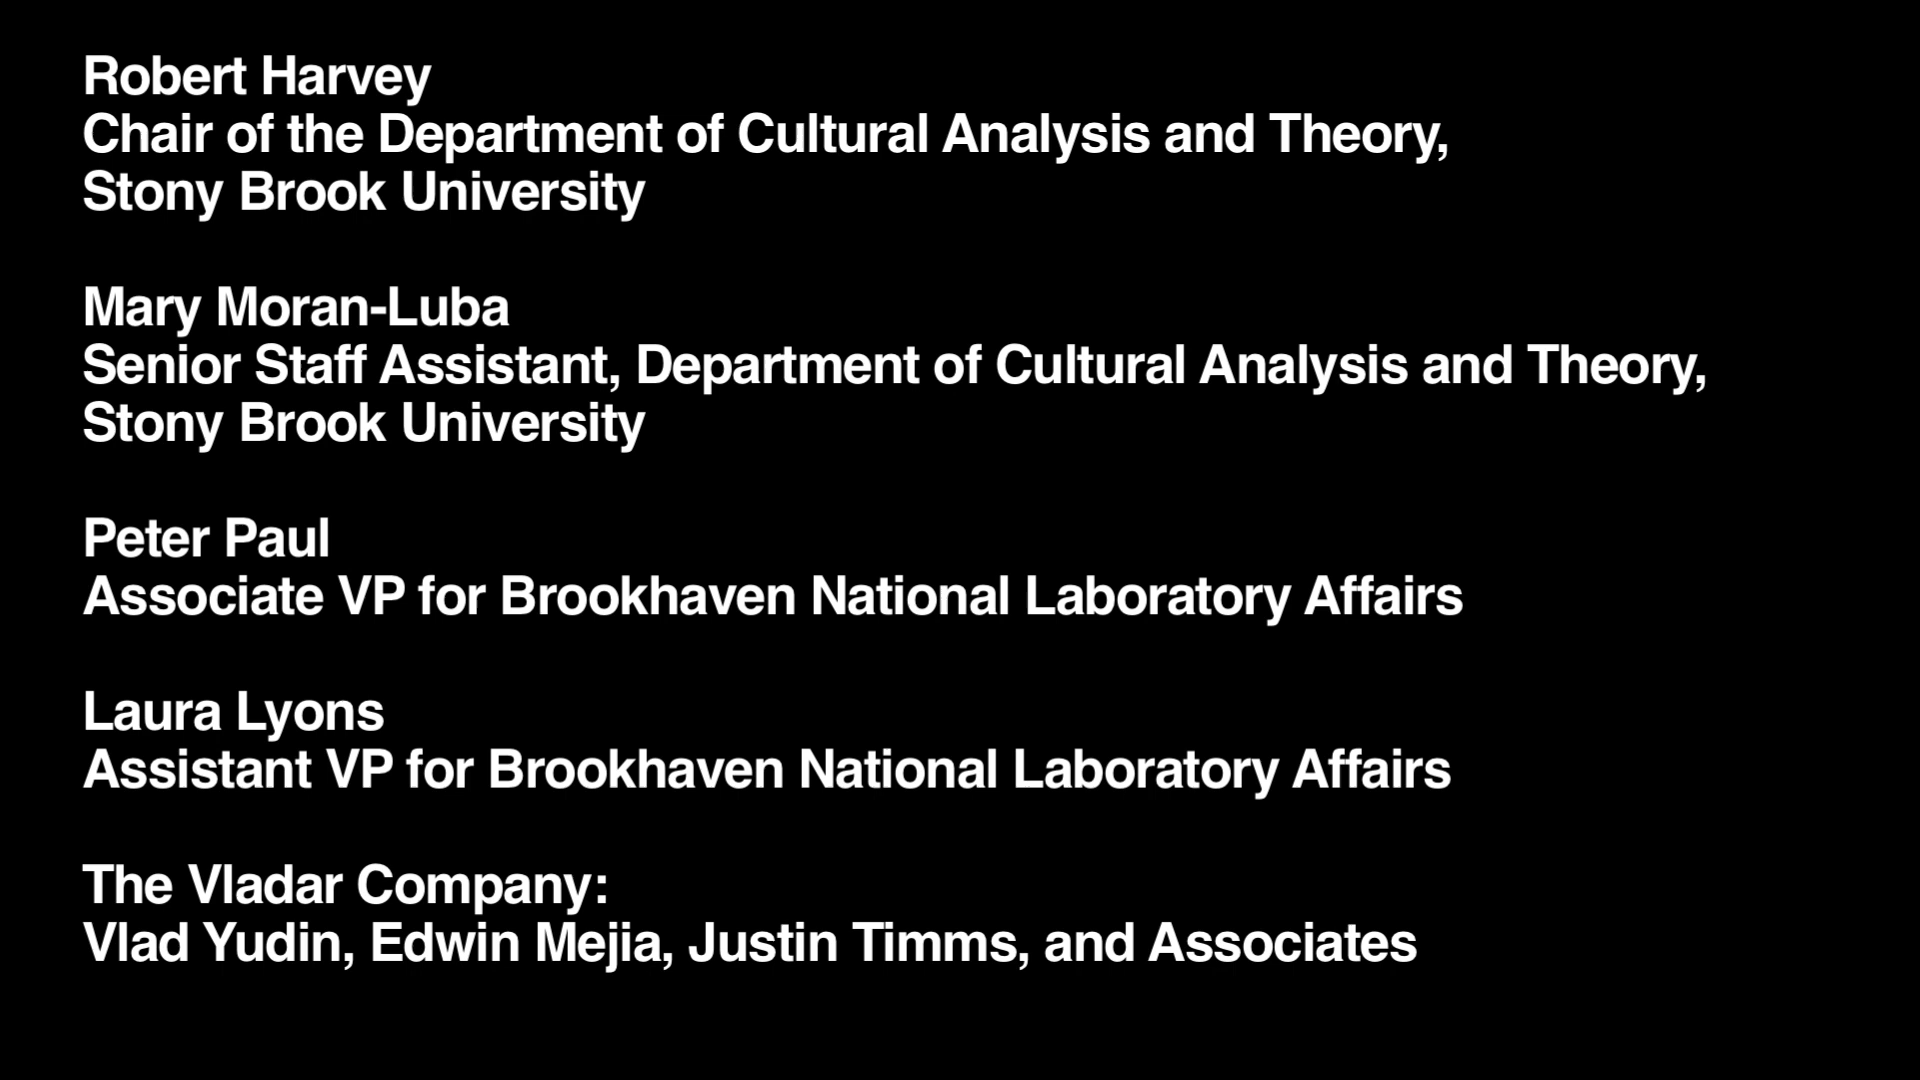 Robert Harvey
Chair of the Department of Cultural Analysis and Theory,
Stony Brook University
Mary Moran-Luba
Senior Staff Assistant, Department of Cultural Analysis and Theory,
Stony Brook University
Peter Paul
Associate VP for Brookhaven National Laboratory Affairs
Laura Lyons
Assistant VP for Brookhaven National Laboratory Affairs
The Vladar Company:
Vlad Yudin, Edwin Mejia, Justin Timms, and Associates